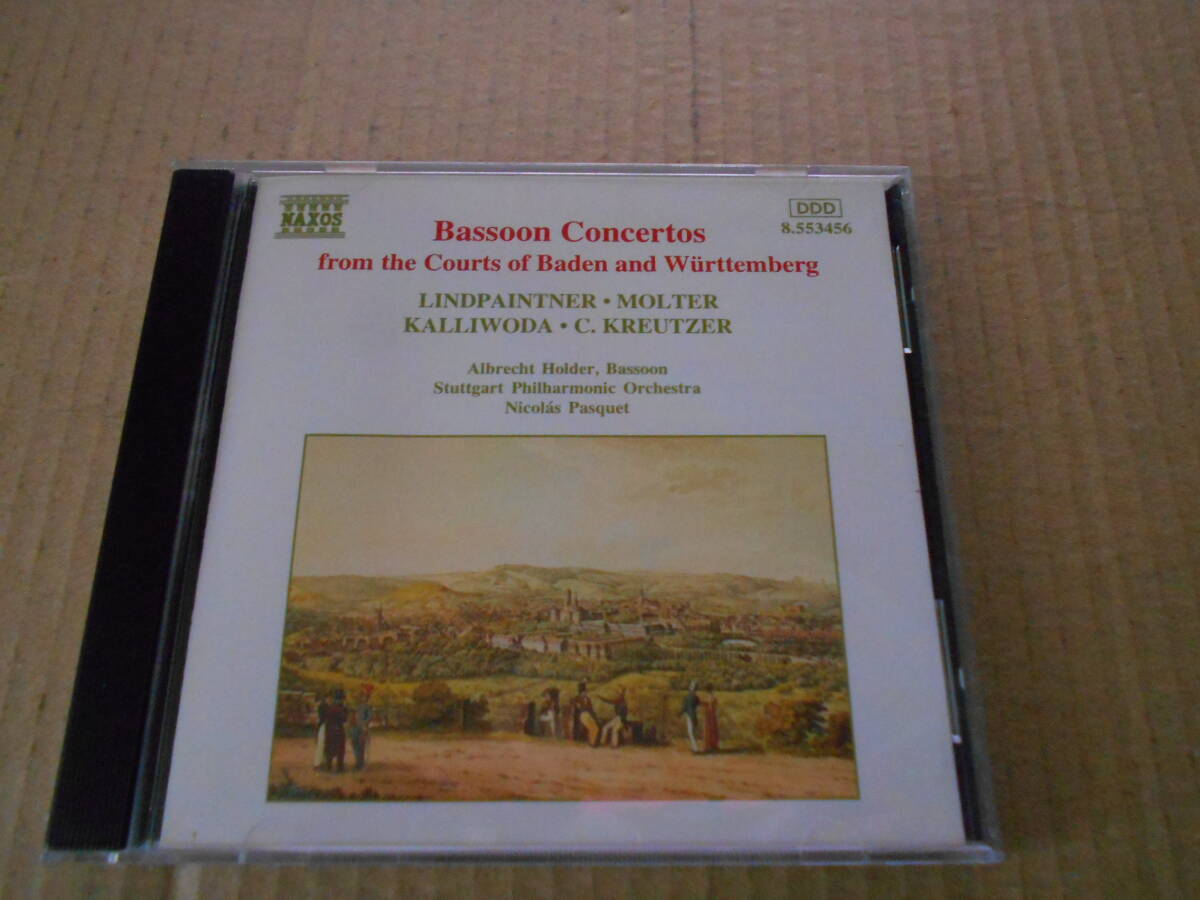 NAXOS
DDD
8.553456
Bassoon Concertos
from the Courts of Baden and Württemberg
LINDPAINTNER • MOLTER
KALLIWODA • C. KREUTZER
Albrecht Holder, Bassoon
Stuttgart Philharmonic Orchestra
Nicolás Pasquet